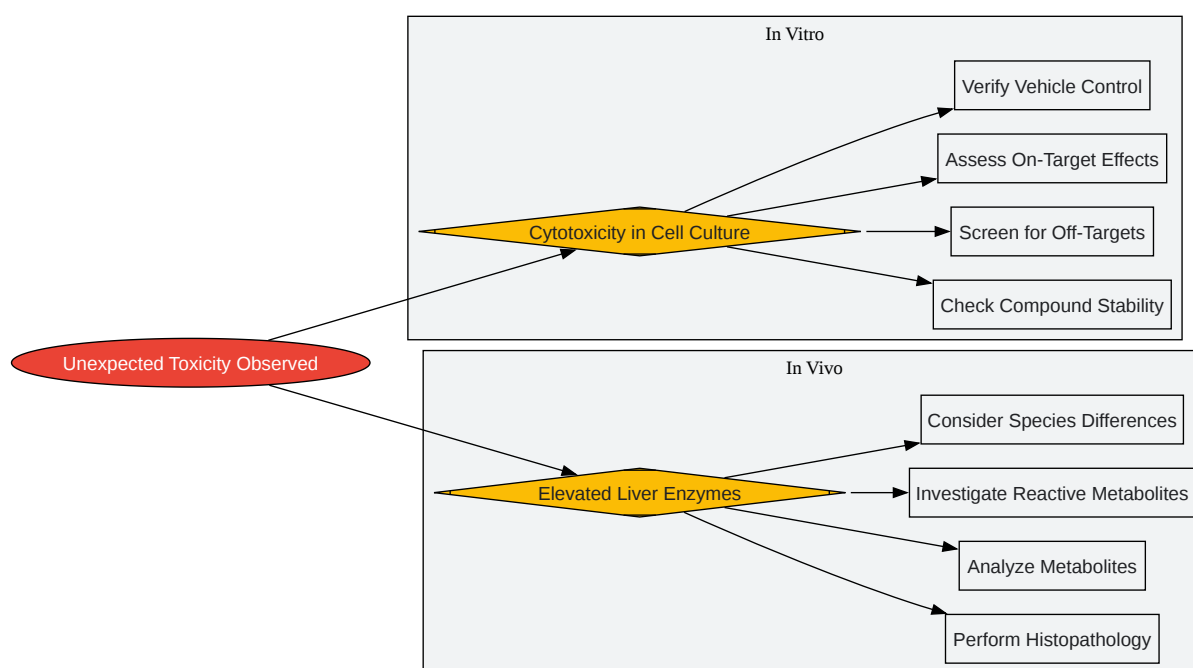 In Vitro
Verify Vehicle Control
Assess On-Target Effects
Cytotoxicity in Cell Culture
Screen for Off-Targets
Check Compound Stability
Unexpected Toxicity Observed
In Vivo
Consider Species Differences
Elevated Liver Enzymes
Investigate Reactive Metabolites
Analyze Metabolites
Perform Histopathology